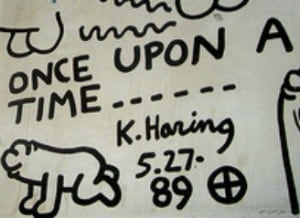 ONCE UPON A
TIME ------
K. Haring
5.27-
89